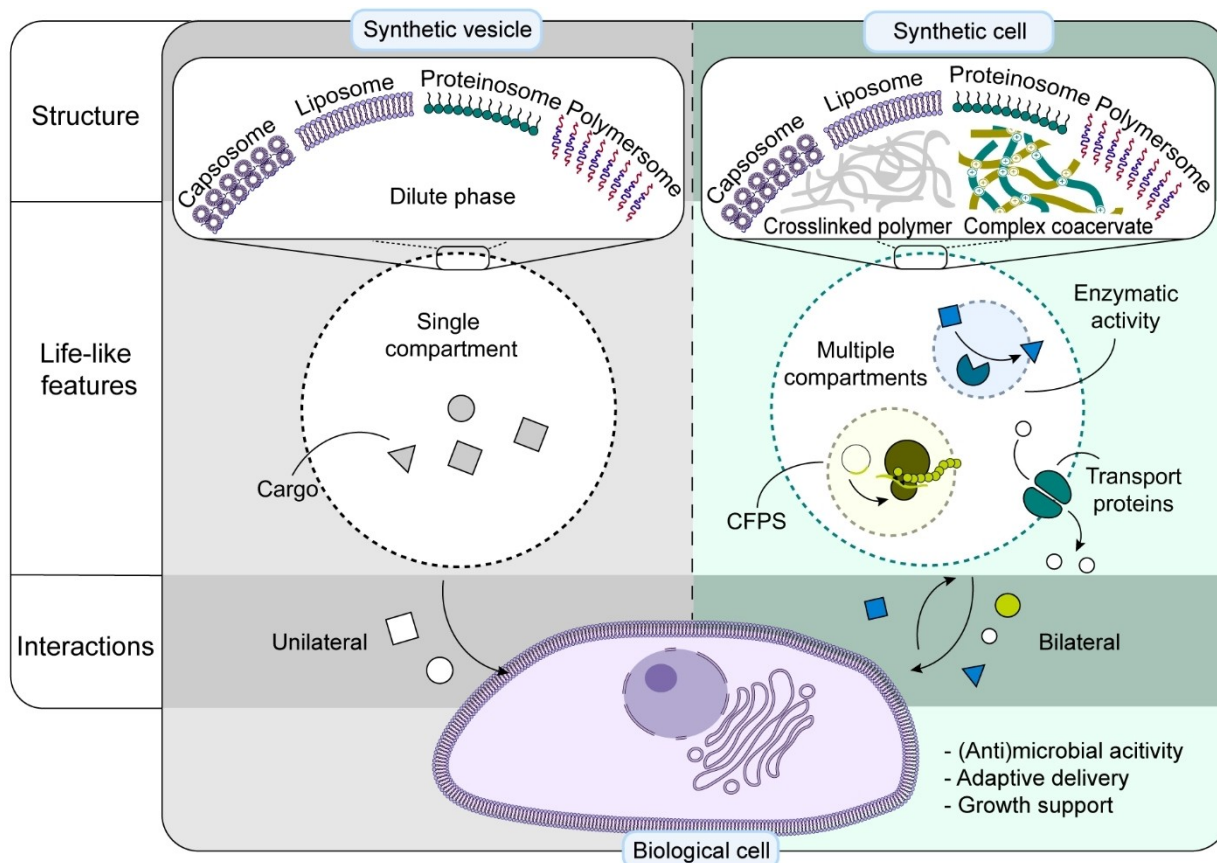 Synthetic vesicle
Synthetic cell
Structure
Capsosome
Liposome
Proteinosome
Polymersome
Dilute phase
Capsosome
Liposome
Proteinosome
Polymersome
Crosslinked polymer
Complex coacervate
Life-like
features
Single
compartment
Cargo
Multiple
compartments
Enzymatic
activity
CFPS
Transport
proteins
Interactions
Unilateral
Bilateral
- (Anti)microbial acitivity
- Adaptive delivery
- Growth support
Biological cell